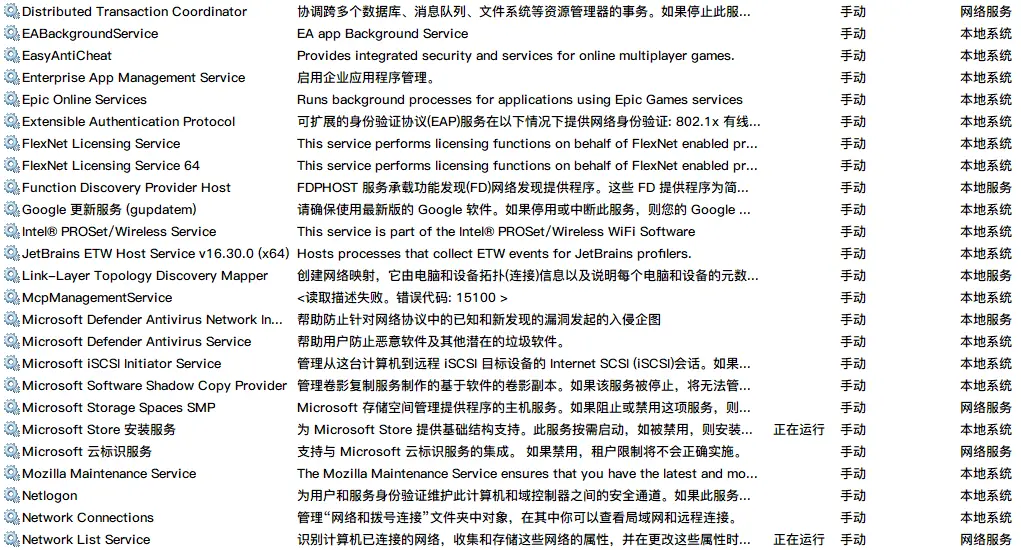 Distributed Transaction Coordinator 协调跨多个数据库、消息队列、文件系统等资源管理器的事务。如果停止此服... 手动 网络服务
EABackgroundService EA app Background Service 手动 本地系统
EasyAntiCheat Provides integrated security and services for online multiplayer games. 手动 本地系统
Enterprise App Management Service 启用企业应用程序管理。 手动 本地系统
Epic Online Services Runs background processes for applications using Epic Games services 手动 本地系统
Extensible Authentication Protocol 可扩展的身份验证协议(EAP)服务在以下情况下提供网络身份验证: 802.1x 有线... 手动 本地系统
FlexNet Licensing Service This service performs licensing functions on behalf of FlexNet enabled pr... 手动 本地系统
FlexNet Licensing Service 64 This service performs licensing functions on behalf of FlexNet enabled pr... 手动 本地系统
Function Discovery Provider Host FDPHOST 服务承载功能发现(FD)网络发现提供程序。这些 FD 提供程序为简... 手动 本地服务
Google 更新服务 (gupdatem) 请确保使用最新版的 Google 软件。如果停用或中断此服务，则您的 Google ... 手动 本地系统
Intel® PROSet/Wireless Service This service is part of the Intel® PROSet/Wireless WiFi Software 手动 本地系统
JetBrains ETW Host Service v16.30.0 (x64) Hosts processes that collect ETW events for JetBrains profilers. 手动 本地系统
Link-Layer Topology Discovery Mapper 创建网络映射，它由电脑和设备拓扑(连接)信息以及说明每个电脑和设备的元数... 手动 本地服务
McpManagementService <读取描述失败。错误代码: 15100 > 手动 本地系统
Microsoft Defender Antivirus Network In... 帮助防止针对网络协议中的已知和新发现的漏洞发起的入侵企图 手动 本地服务
Microsoft Defender Antivirus Service 帮助用户防止恶意软件及其他潜在的垃圾软件。 手动 本地系统
Microsoft iSCSI Initiator Service 管理从这台计算机到远程 iSCSI 目标设备的 Internet SCSI (iSCSI)会话。如果... 手动 本地系统
Microsoft Software Shadow Copy Provider 管理卷影复制服务制作的基于软件的卷影副本。如果该服务被停止，将无法管... 手动 本地系统
Microsoft Storage Spaces SMP Microsoft 存储空间管理提供程序的主机服务。如果阻止或禁用这项服务，则... 手动 网络服务
Microsoft Store 安装服务 为 Microsoft Store 提供基础结构支持。此服务按需启动，如被禁用，则安装... 正在运行 手动 本地系统
Microsoft 云标识服务 支持与 Microsoft 云标识服务的集成。 如果禁用，租户限制将不会正确实施。 手动 网络服务
Mozilla Maintenance Service The Mozilla Maintenance Service ensures that you have the latest and mo... 手动 本地系统
Netlogon 为用户和服务身份验证维护此计算机和域控制器之间的安全通道。如果此服务... 手动 本地系统
Network Connections 管理“网络和拨号连接”文件夹中对象，在其中你可以查看局域网和远程连接。 手动 本地系统
Network List Service 识别计算机已连接的网络，收集和存储这些网络的属性，并在更改这些属性时... 正在运行 手动 网络服务